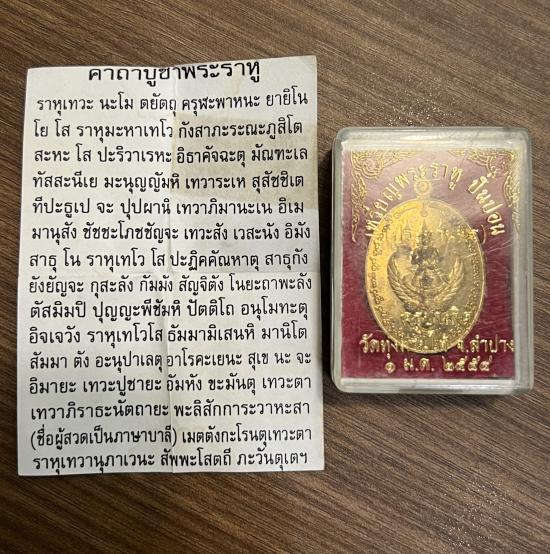 คาถาบูชาพระราหู
ราหุเทวะ นะโม ตยัตถุ ครุฬะพาหนะ ยายิโน
โย โส ราหุมะหาเทโว กังสาภะระณะภูสิโต
สะหะ โส ปะริวาเรหะ อิธาคัจฉะตุ มัณฑะเล
ทัสสะนีเย มะนุญญัมหิ เทวาระเห สุสัชชิเต
ทีปะธูเป จะ ปุปผานิ เทวาภิมานะเน อิเม
มานุสัง ชัชชะโภชชัญจะ เทวะสัง เวสะนัง อิมัง
สาธุ โน ราหุเทโว โส ปะฏิคคัณหาตุ สาธุกัง
ยังยัญจะ กุสะลัง กัมมัง สัญจิตัง โนยะถาพะลัง
ตัสมิมปิ ปุญญะพีชัมหิ ปัตติโถ อนุโมทะตุ
อิจเจวัง ราหุเทโวโส ธัมมามิเสนหิ มานิโต
สัมมา ตัง อะนุปาเลตุ อาโรคะเยนะ สุเข นะ จะ
อิมายะ เทวะปูชายะ อัมหัง ขะมันตุ เทวะตา
เทวาภิราธะนัตถายะ พะลิสักการะวาหะสา
(ชื่อผู้สวดเป็นภาษาบาลี) เมตตังกะโรนตุเทวะตา
ราหุเทวานุภาเวนะ สัพพะโสตถี ภะวันตุเตฯ
เหรียญพระราหู ปั๊นปอน
วัดทุ่ง จ.ลำปาง
๑ ม.ค. ๒๕๕๔